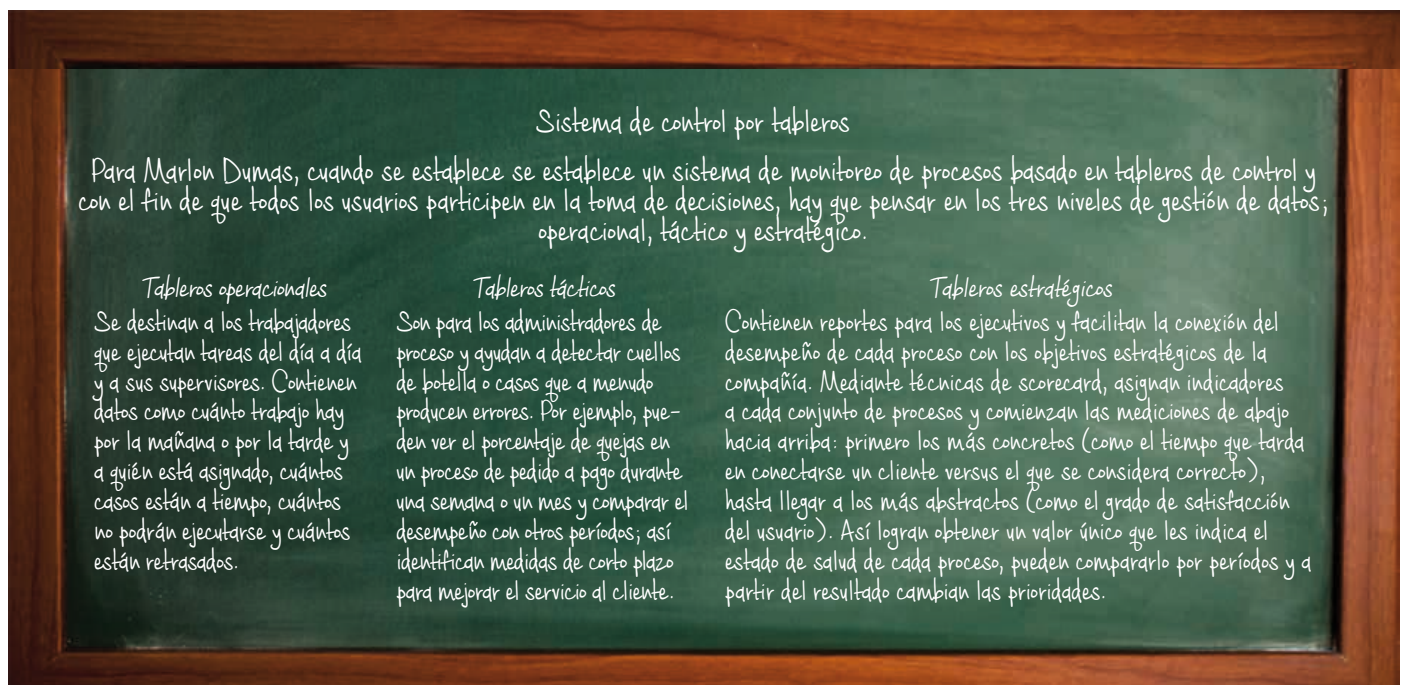 Sistema de control por tableros
Para Marlon Dumas, cuando se establece se establece un sistema de monitoreo de procesos basado en tableros de control y
con el fin de que todos los usuarios participen en la toma de decisiones, hay que pensar en los tres niveles de gestión de datos;
operacional, táctico y estratégico.
Tableros operacionales
Se destinan a los trabajadores
que ejecutan tareas del día a día
y a sus supervisores. Contienen
datos como cuánto trabajo hay
por la mañana o por la tarde y
a quién está asignado, cuántos
casos están a tiempo, cuántos
no podrán ejecutarse y cuántos
están retrasados.
Tableros tácticos
Son para los administradores de
proceso y ayudan a detectar cuellos
de botella o casos que a menudo
producen errores. Por ejemplo, pue-
den ver el porcentaje de quejas en
un proceso de pedido a pago durante
una semana o un mes y comparar el
desempeño con otros períodos; así
identifican medidas de corto plazo
para mejorar el servicio al cliente.
Tableros estratégicos
Contienen reportes para los ejecutivos y facilitan la conexión del
desempeño de cada proceso con los objetivos estratégicos de la
compañía. Mediante técnicas de scorecard, asignan indicadores
a cada conjunto de procesos y comienzan las mediciones de abajo
hacia arriba: primero los más concretos (como el tiempo que tarda
en conectarse un cliente versus el que se considera correcto),
hasta llegar a los más abstractos (como el grado de satisfacción
del usuario). Así logran obtener un valor único que les indica el
estado de salud de cada proceso, pueden compararlo por períodos y a
partir del resultado cambian las prioridades.